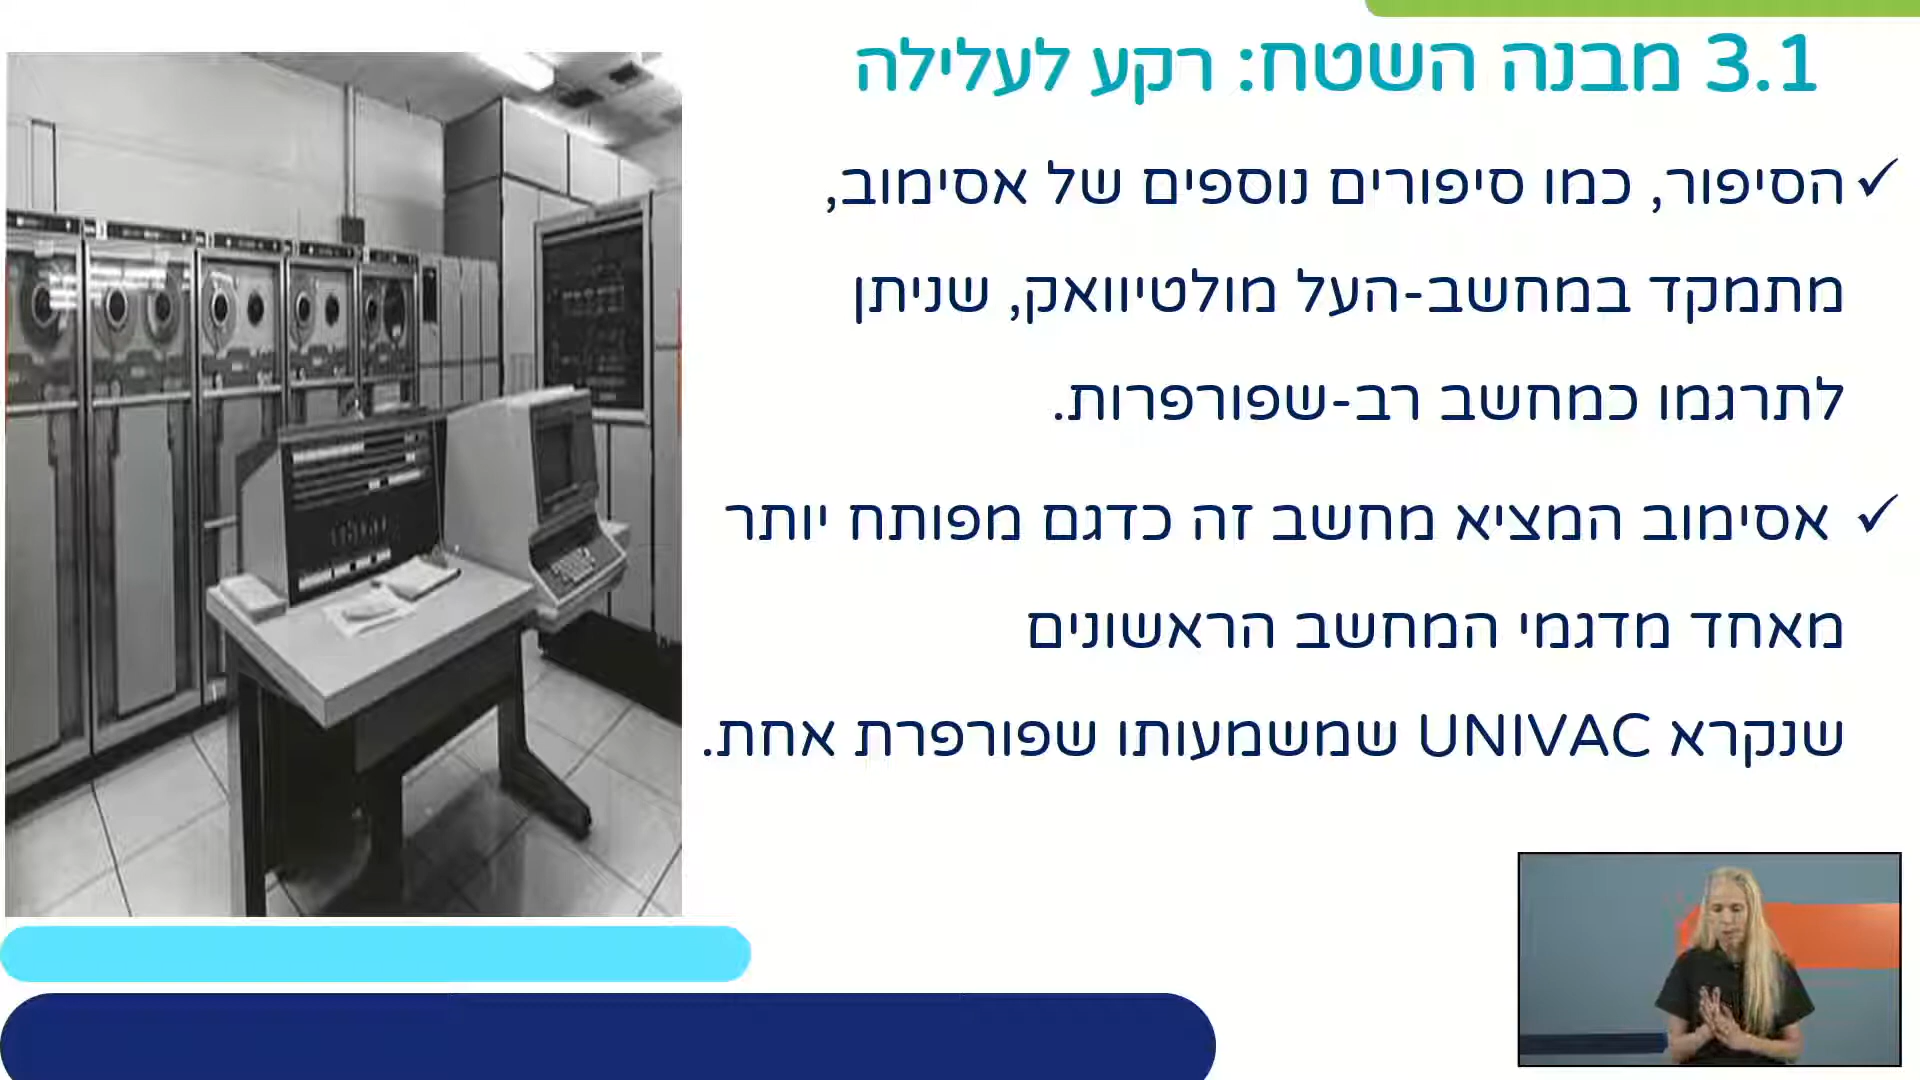 3.1 מבנה השטח: רקע לעלילה
✓ הסיפור, כמו סיפורים נוספים של אסימוב,
מתמקד במחשב-העל מולטיוואק, שניתן
לתרגמו כמחשב רב-שפורפרות.
✓ אסימוב המציא מחשב זה כדגם מפותח יותר
מאחד מדגמי המחשב הראשונים
שנקרא UNIVAC שמשמעותו שפורפרת אחת.